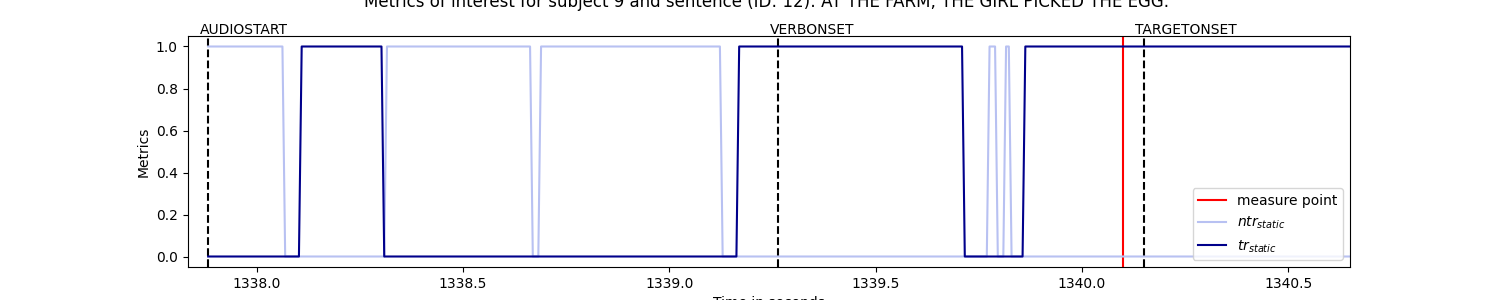 Metrics of interest for subject 9 and sentence (ID: 12): AT THE FARM, THE GIRL PICKED THE EGG.
AUDIOSTART VERBONSET TARGETONSET
1.0
0.8
0.6
0.4
0.2
0.0
Metrics
measure point
ntr_static
tr_static
1338.0 1338.5 1339.0 1339.5 1340.0 1340.5
Time in seconds